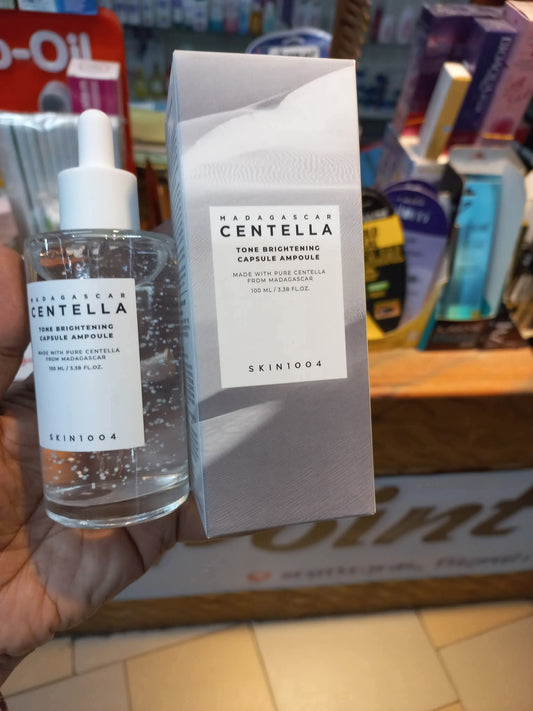 o-Oil
MADAGASCAR
CENTELLA
TONE BRIGHTENING
CAPSULE AMPOULE
MADE WITH PURE CENTELLA
FROM MADAGASCAR
100 ML / 3.38 FL.OZ.
SKIN1004
MADAGASCAR
CENTELLA
TONE BRIGHTENING
CAPSULE AMPOULE
MADE WITH PURE CENTELLA
FROM MADAGASCAR
100 ML / 3.38 FL.OZ.
SKIN1004
oint